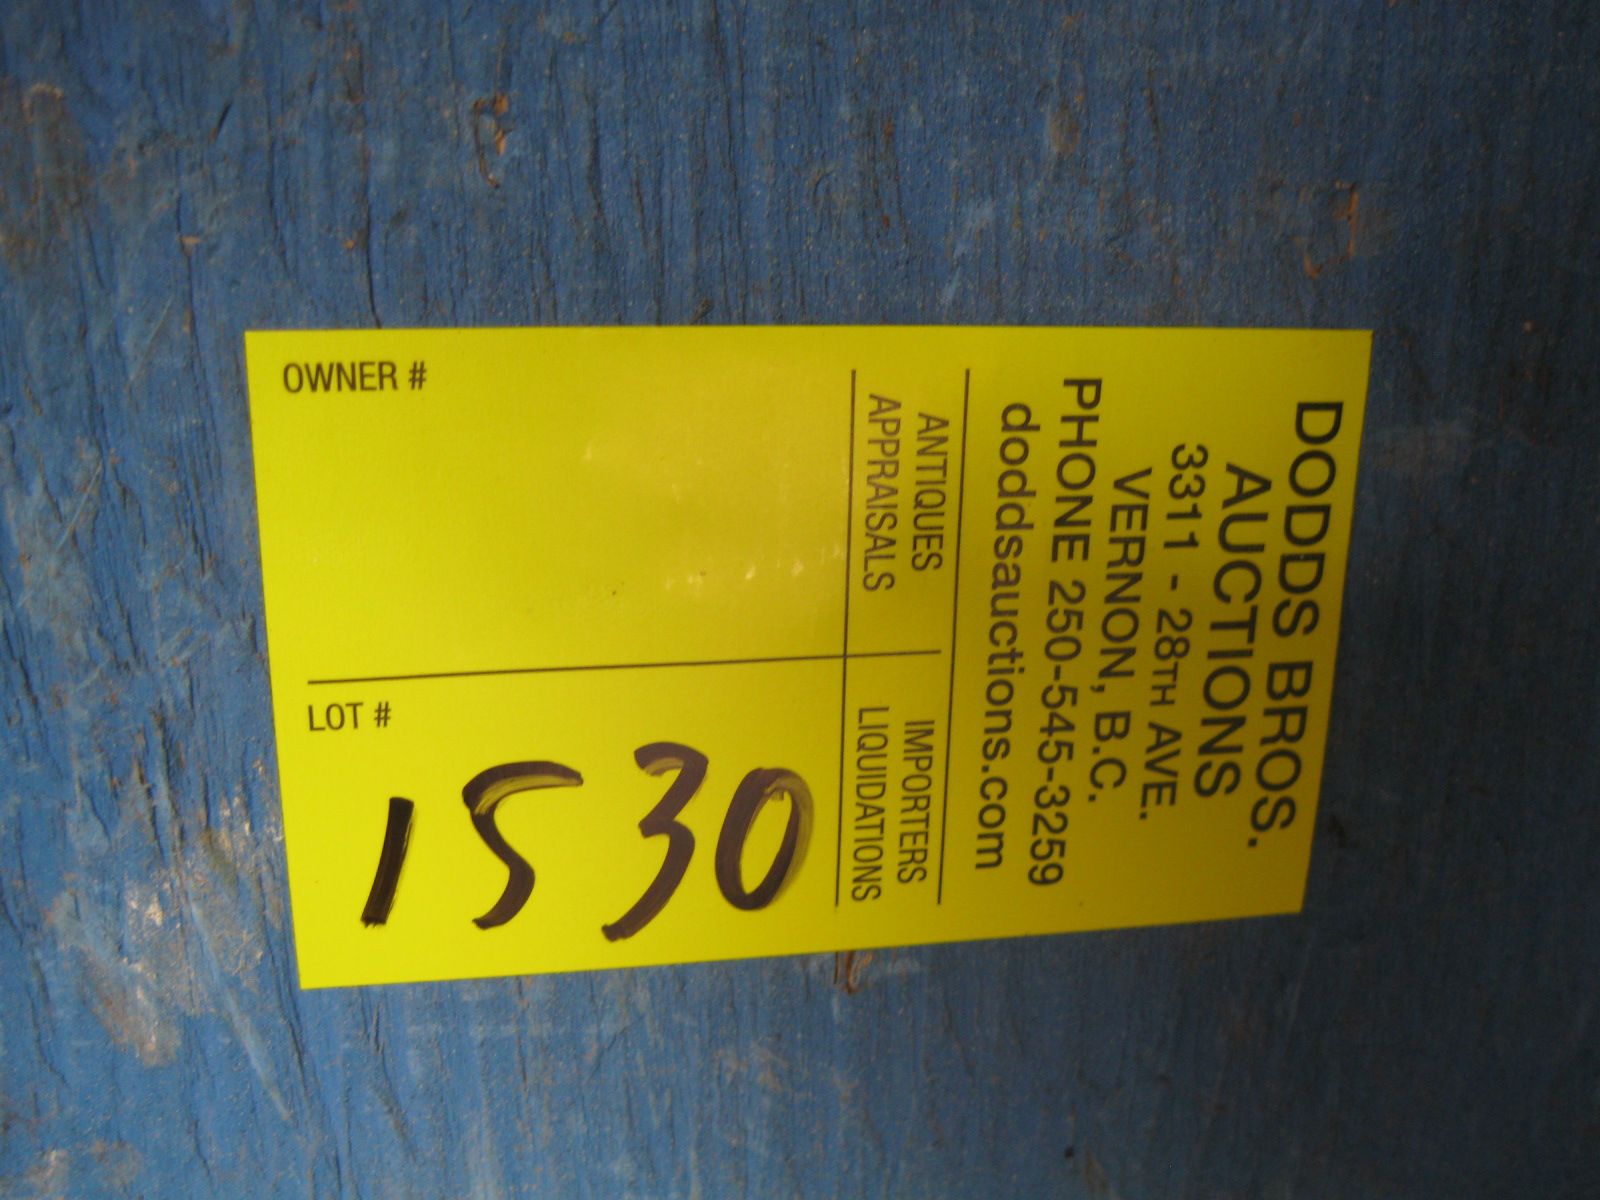 DODDS BROS.
AUCTIONS
3311 - 28TH AVE.
VERNON, B.C.
PHONE 250-545-3259
doddsauctions.com
ANTIQUES IMPORTERS
APPRAISALS LIQUIDATIONS
OWNER #
LOT #
1530